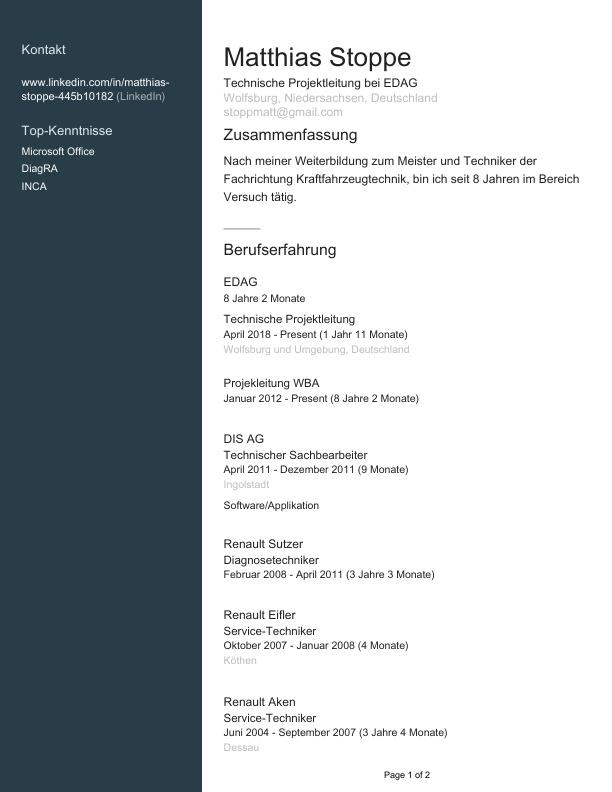 Kontakt
www.linkedin.com/in/matthias-
stoppe-445b10182 (LinkedIn)
Top-Kenntnisse
Microsoft Office
DiagRA
INCA
Matthias Stoppe
Technische Projektleitung bei EDAG
Wolfsburg, Niedersachsen, Deutschland
stoppmatt@gmail.com
Zusammenfassung
Nach meiner Weiterbildung zum Meister und Techniker der
Fachrichtung Kraftfahrzeugtechnik, bin ich seit 8 Jahren im Bereich
Versuch tätig.
Berufserfahrung
EDAG
8 Jahre 2 Monate
Technische Projektleitung
April 2018 - Present (1 Jahr 11 Monate)
Wolfsburg und Umgebung, Deutschland
Projekleitung WBA
Januar 2012 - Present (8 Jahre 2 Monate)
DIS AG
Technischer Sachbearbeiter
April 2011 - Dezember 2011 (9 Monate)
Ingolstadt
Software/Applikation
Renault Sutzer
Diagnosetechniker
Februar 2008 - April 2011 (3 Jahre 3 Monate)
Renault Eifler
Service-Techniker
Oktober 2007 - Januar 2008 (4 Monate)
Köthen
Renault Aken
Service-Techniker
Juni 2004 - September 2007 (3 Jahre 4 Monate)
Dessau
Page 1 of 2